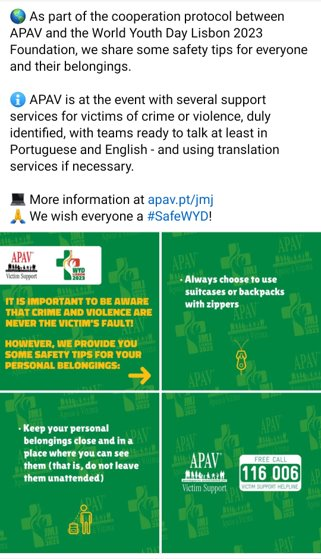 🌍 As part of the cooperation protocol between
APAV and the World Youth Day Lisbon 2023
Foundation, we share some safety tips for everyone
and their belongings.
ℹ️ APAV is at the event with several support
services for victims of crime or violence, duly
identified, with teams ready to talk at least in
Portuguese and English - and using translation
services if necessary.
💻 More information at apav.pt/jmj
🙏 We wish everyone a #SafeWYD!
APAV
Victim Support
WYD
LISBON
2023
IT IS IMPORTANT TO BE AWARE
THAT CRIME AND VIOLENCE ARE
NEVER THE VICTIM'S FAULT!
HOWEVER, WE PROVIDE YOU
SOME SAFETY TIPS FOR YOUR
PERSONAL BELONGINGS:
• Always choose to use
suitcases or backpacks
with zippers
• Keep your personal
belongings close and in a
place where you can see
them (that is, do not leave
them unattended)
APAV
Victim Support
FREE CALL
116 006
VICTIM SUPPORT HELPLINE